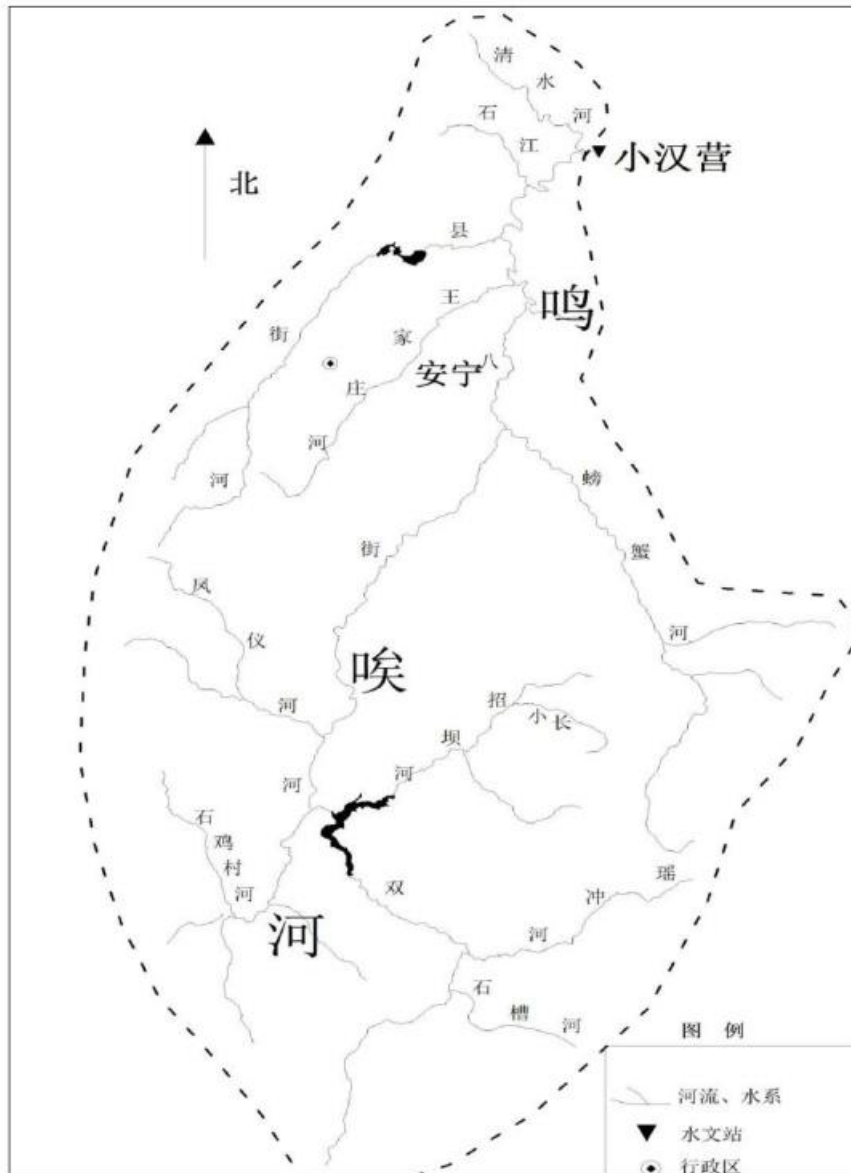 清水河
石江
小汉营
北
县街河
鸣唉河
王家庄河
安宁
八街河
螃蟹河
凤仪河
招坝河
小长
石鸡村河
双河
瑶冲
石槽河
图 例
河流、水系
水文站
行政区